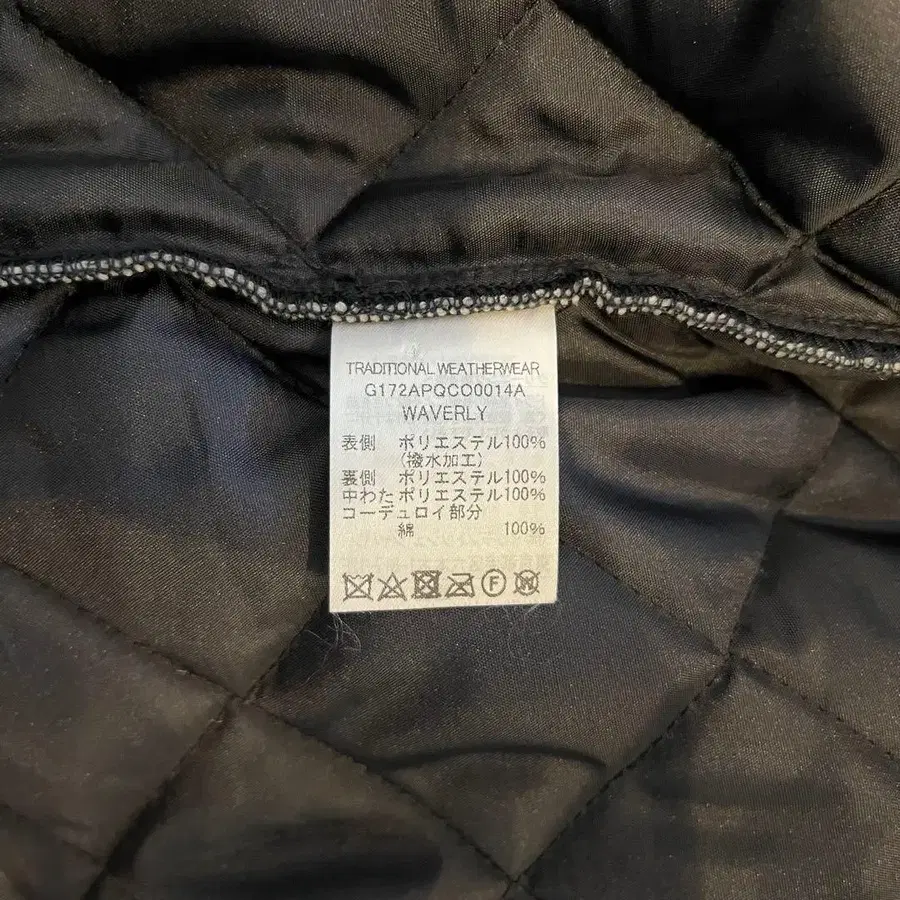 TRADITIONAL WEATHERWEAR
G172APQCO0014A
WAVERLY
表側 ポリエステル100%
(撥水加工)
裏側 ポリエステル100%
中わた ポリエステル100%
コーデュロイ部分
綿 100%
F W